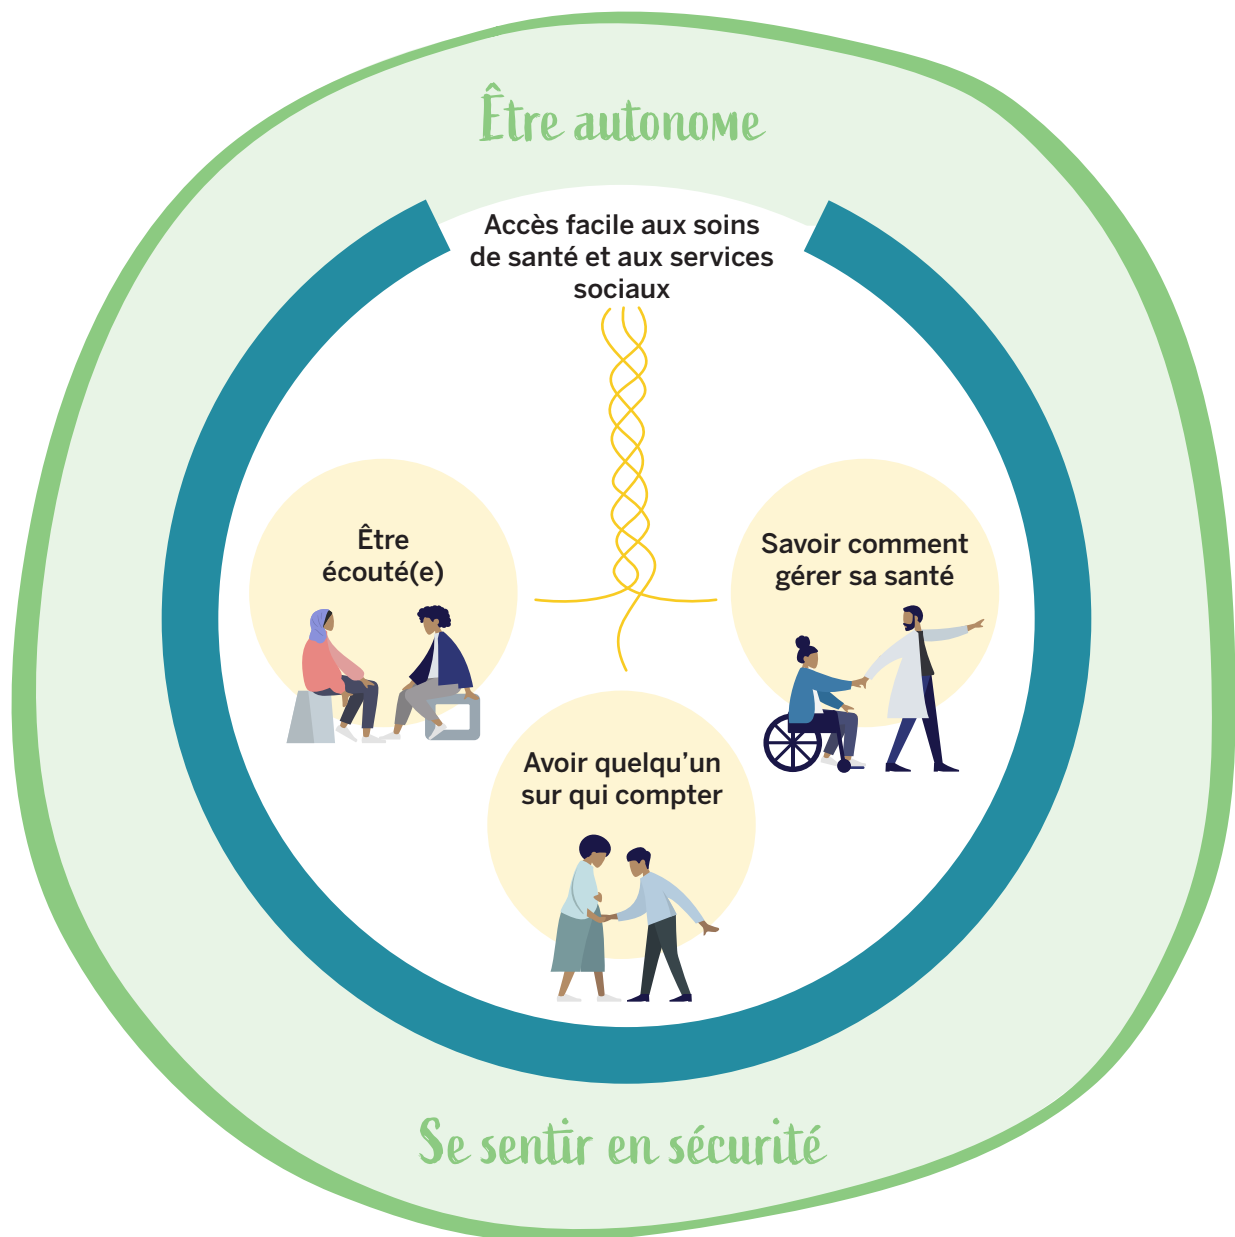 Être autonome
Accès facile aux soins
de santé et aux services
sociaux
Être
écouté(e)
Savoir comment
gérer sa santé
Avoir quelqu’un
sur qui compter
Se sentir en sécurité